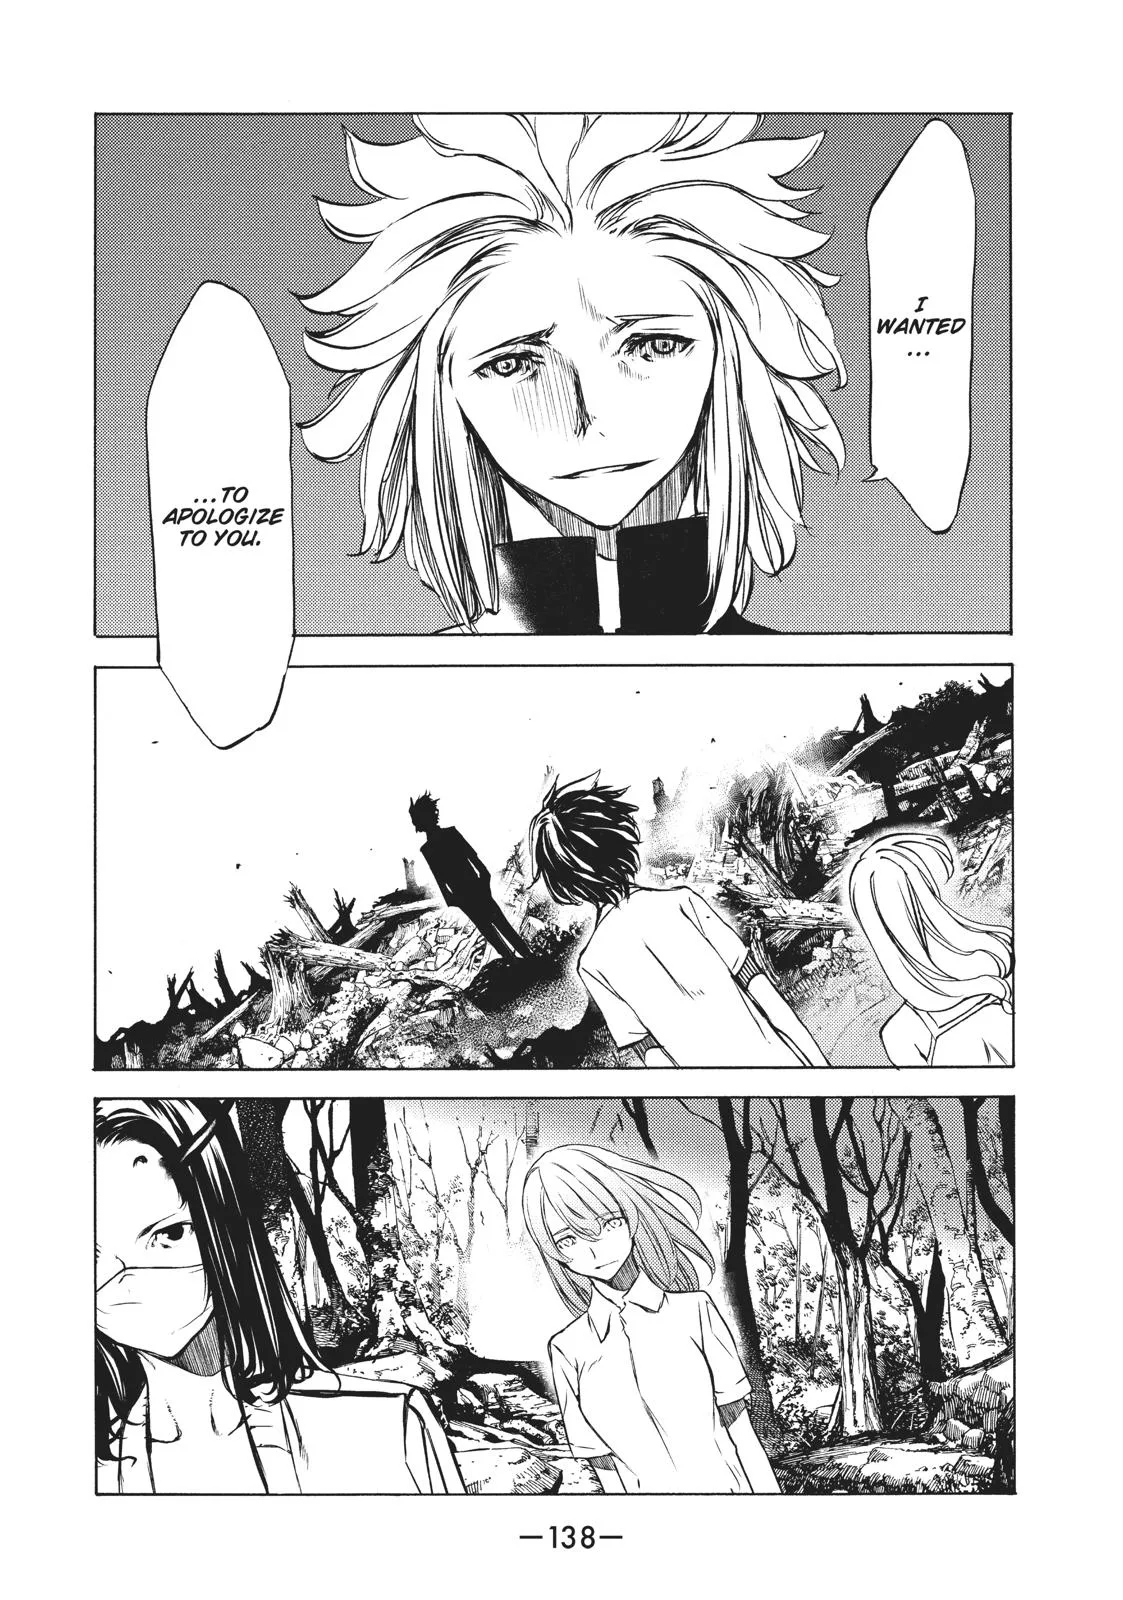 I
WANTED
...
...TO
APOLOGIZE
TO YOU.
—138—